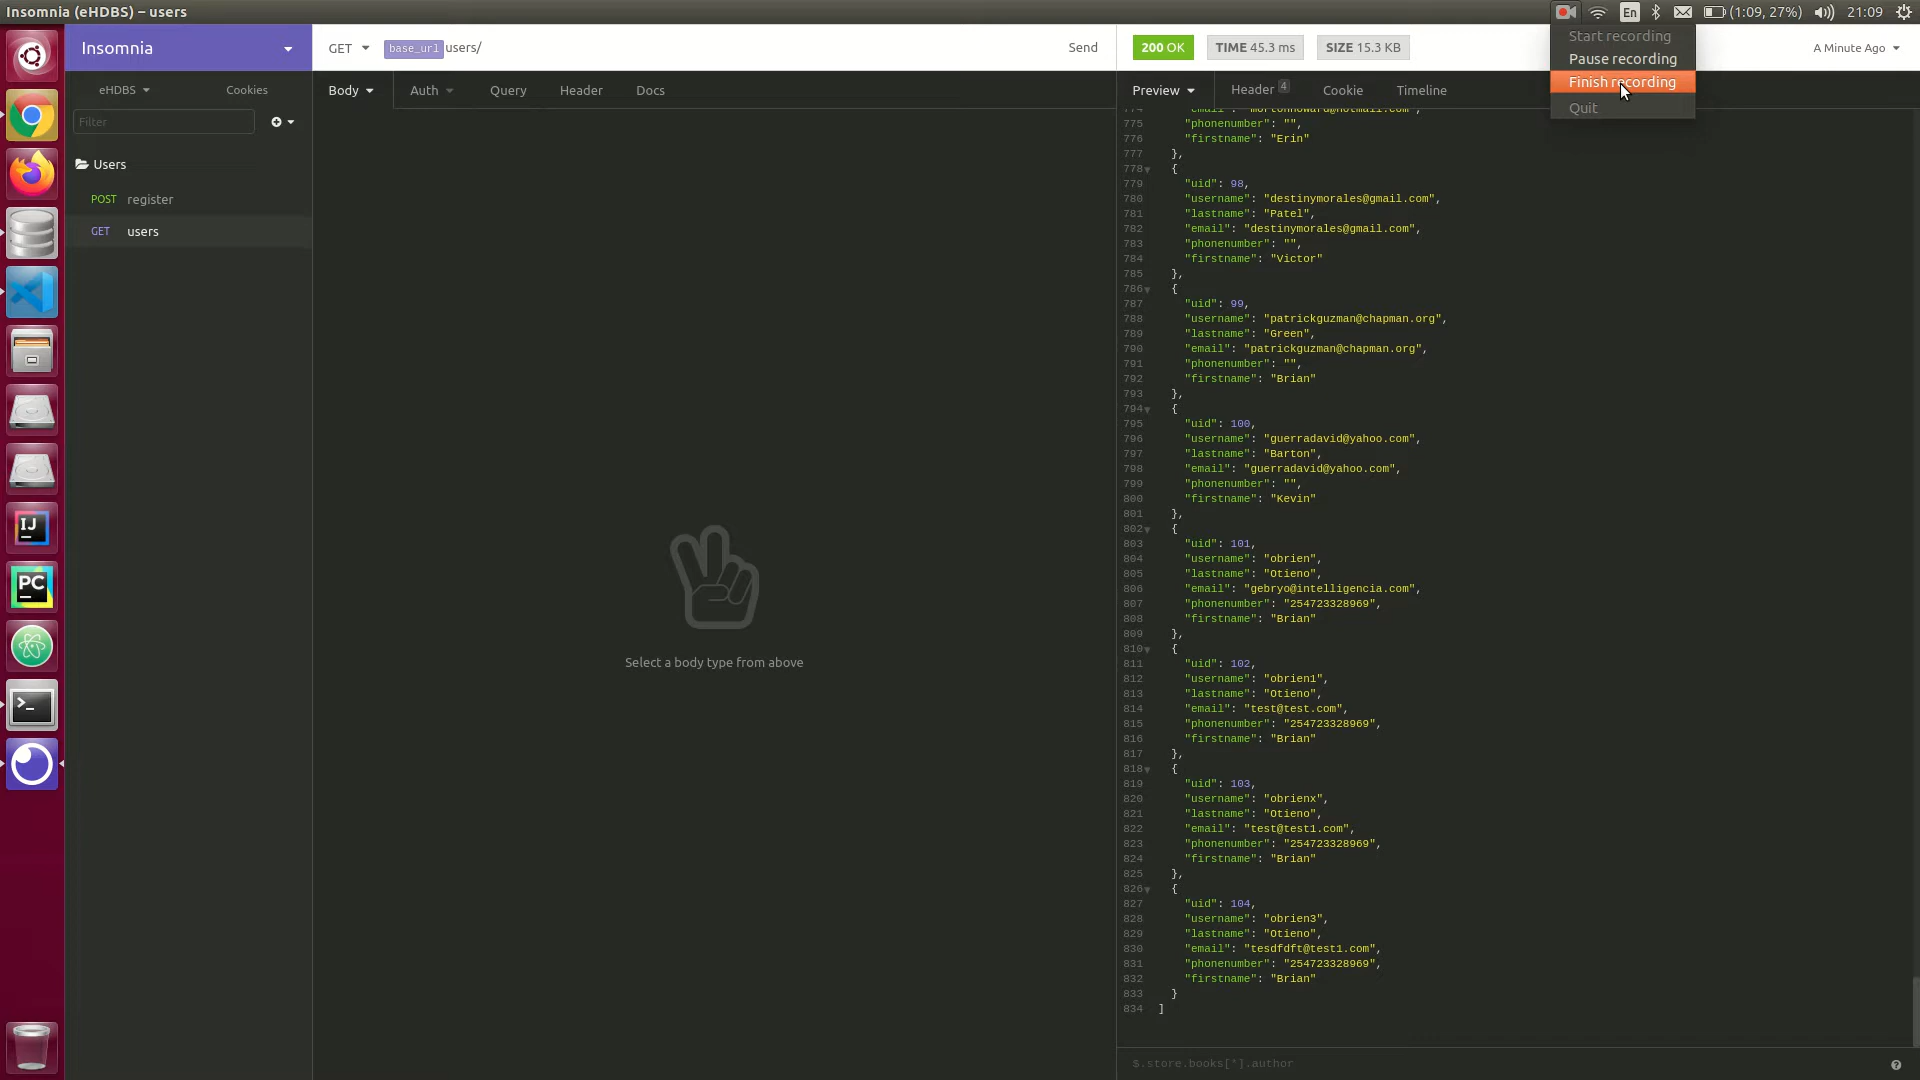 Insomnia (eHDBS) – users
En
(1:09, 27%)
21:09
Start recording
Pause recording
Finish recording
Quit
Insomnia
GET
base_url users/
Send
200 OK
TIME 45.3 ms
SIZE 15.3 KB
A Minute Ago
eHDBS
Cookies
Body
Auth
Query
Header
Docs
Preview
Header 4
Cookie
Timeline
Filter
Users
POST register
GET users
IJ
PC
>_
Select a body type from above
774 "email": "mortonhoward@hotmail.com",
775 "phonenumber": "",
776 "firstname": "Erin"
777 },
778 {
779 "uid": 98,
780 "username": "destinymorales@gmail.com",
781 "lastname": "Patel",
782 "email": "destinymorales@gmail.com",
783 "phonenumber": "",
784 "firstname": "Victor"
785 },
786 {
787 "uid": 99,
788 "username": "patrickguzman@chapman.org",
789 "lastname": "Green",
790 "email": "patrickguzman@chapman.org",
791 "phonenumber": "",
792 "firstname": "Brian"
793 },
794 {
795 "uid": 100,
796 "username": "guerradavid@yahoo.com",
797 "lastname": "Barton",
798 "email": "guerradavid@yahoo.com",
799 "phonenumber": "",
800 "firstname": "Kevin"
801 },
802 {
803 "uid": 101,
804 "username": "obrien",
805 "lastname": "Otieno",
806 "email": "gebryo@intelligencia.com",
807 "phonenumber": "254723328969",
808 "firstname": "Brian"
809 },
810 {
811 "uid": 102,
812 "username": "obrien1",
813 "lastname": "Otieno",
814 "email": "test@test.com",
815 "phonenumber": "254723328969",
816 "firstname": "Brian"
817 },
818 {
819 "uid": 103,
820 "username": "obrienx",
821 "lastname": "Otieno",
822 "email": "test@test1.com",
823 "phonenumber": "254723328969",
824 "firstname": "Brian"
825 },
826 {
827 "uid": 104,
828 "username": "obrien3",
829 "lastname": "Otieno",
830 "email": "tesdfdft@test1.com",
831 "phonenumber": "254723328969",
832 "firstname": "Brian"
833 }
834 ]
$.store.books[*].author